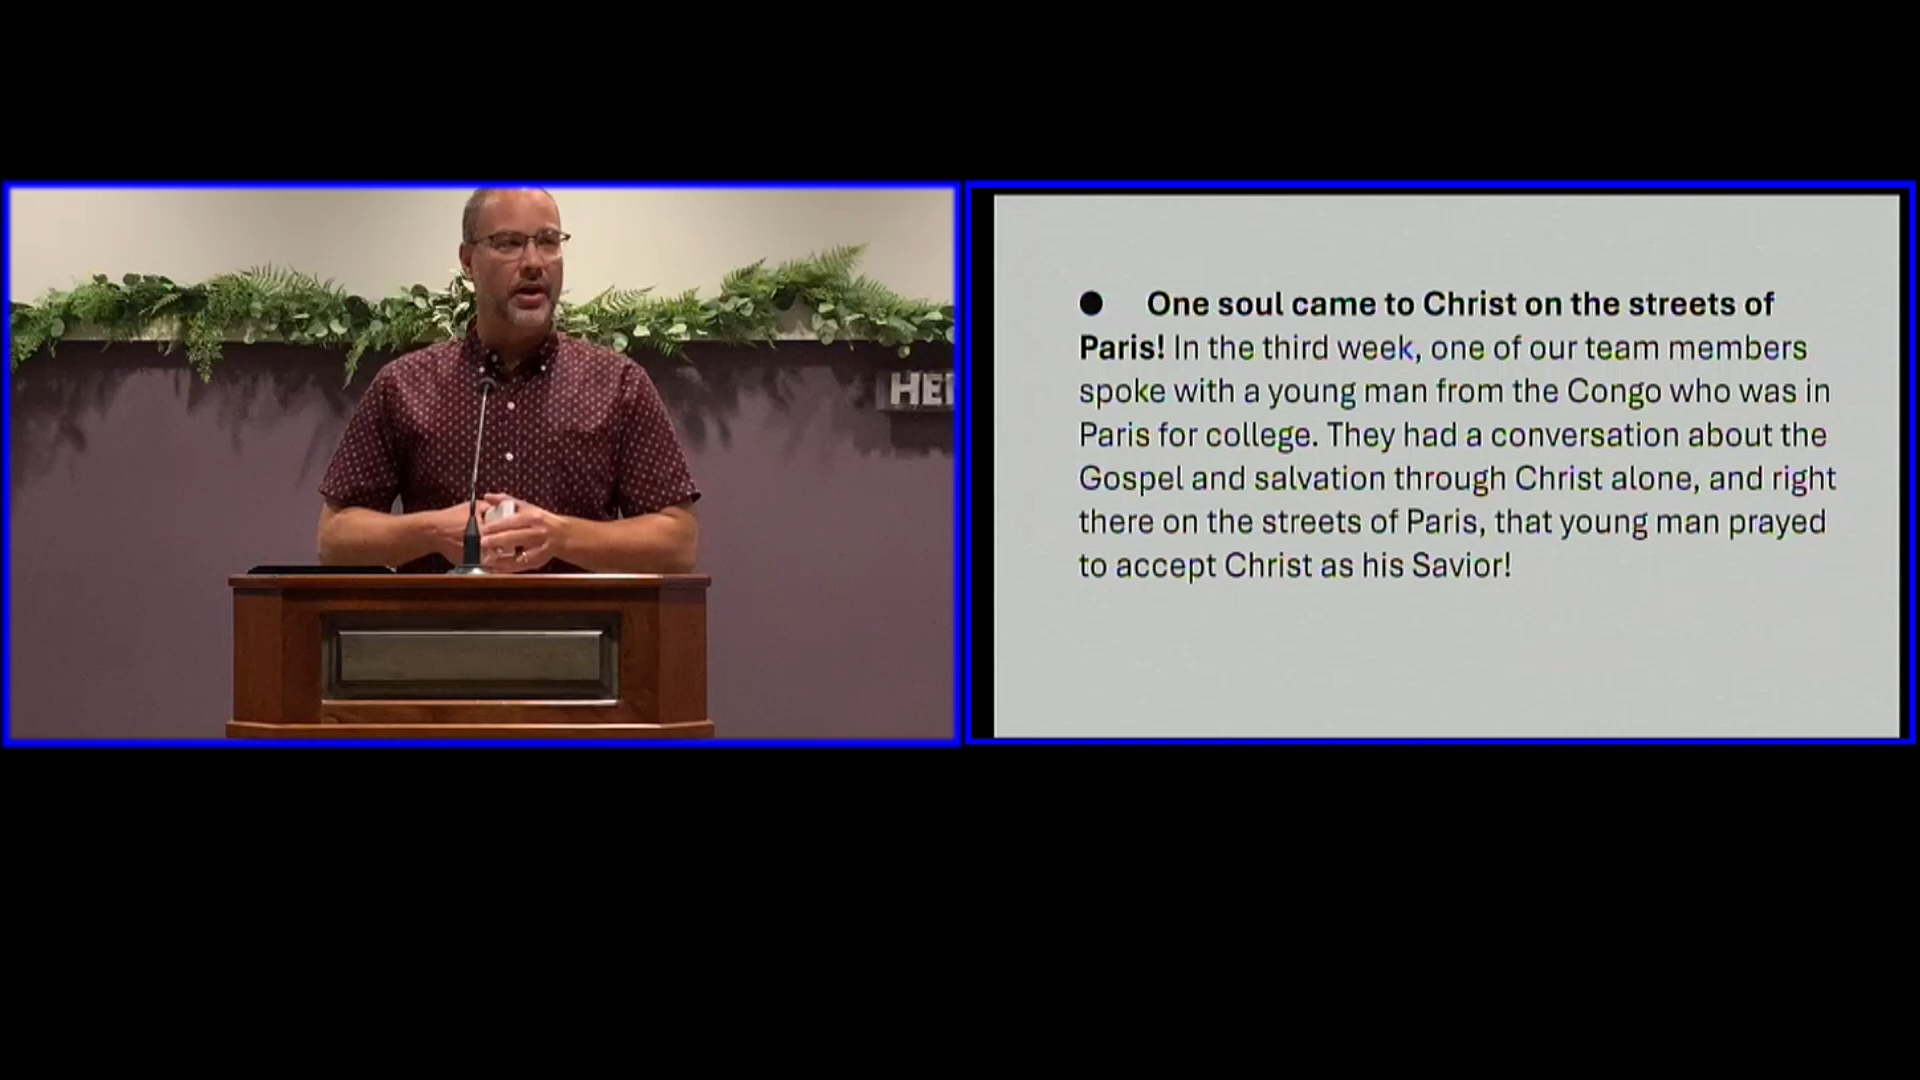 HEI
● One soul came to Christ on the streets of
Paris! In the third week, one of our team members
spoke with a young man from the Congo who was in
Paris for college. They had a conversation about the
Gospel and salvation through Christ alone, and right
there on the streets of Paris, that young man prayed
to accept Christ as his Savior!